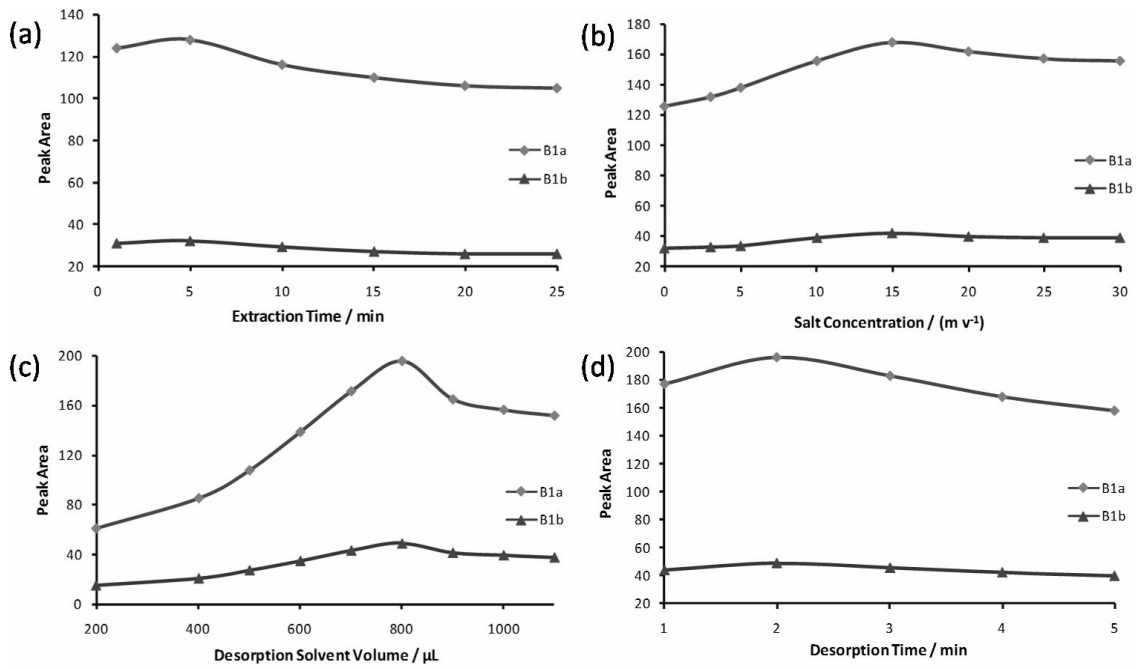 (a)
140
120
100
80
60
40
20
Peak Area
0 5 10 15 20 25
Extraction Time / min
B1a
B1b
(b)
180
160
140
120
100
80
60
40
20
Peak Area
0 5 10 15 20 25 30
Salt Concentration / (m v⁻¹)
B1a
B1b
(c)
200
160
120
80
40
0
Peak Area
200 400 600 800 1000
Desorption Solvent Volume / µL
B1a
B1b
(d)
200
180
160
140
120
100
80
60
40
20
Peak Area
1 2 3 4 5
Desorption Time / min
B1a
B1b